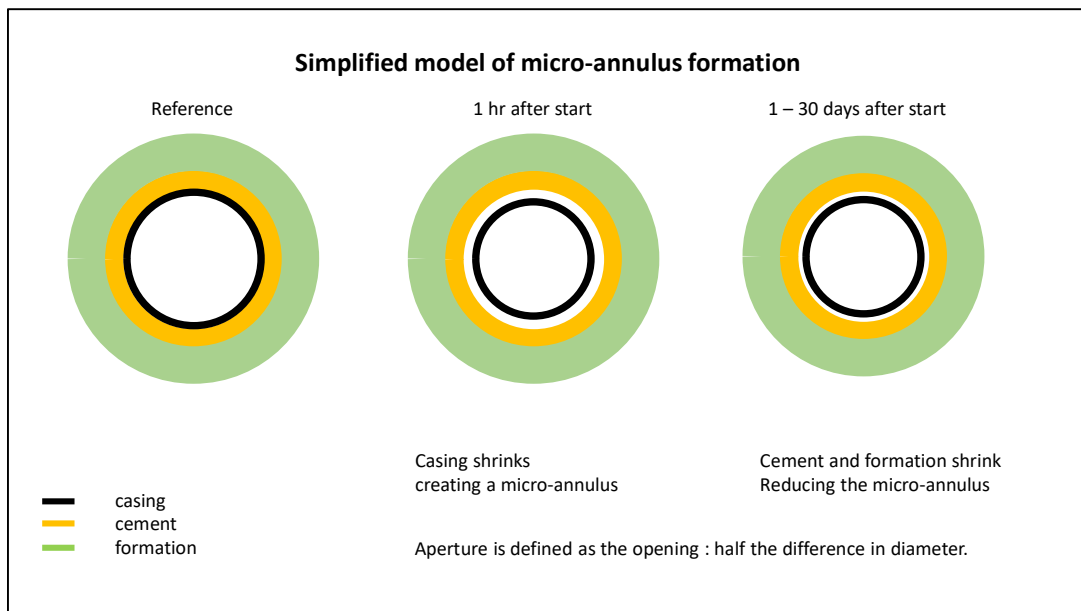 Simplified model of micro-annulus formation
Reference
1 hr after start
1 – 30 days after start
Casing shrinks
creating a micro-annulus
Cement and formation shrink
Reducing the micro-annulus
casing
cement
formation
Aperture is defined as the opening : half the difference in diameter.